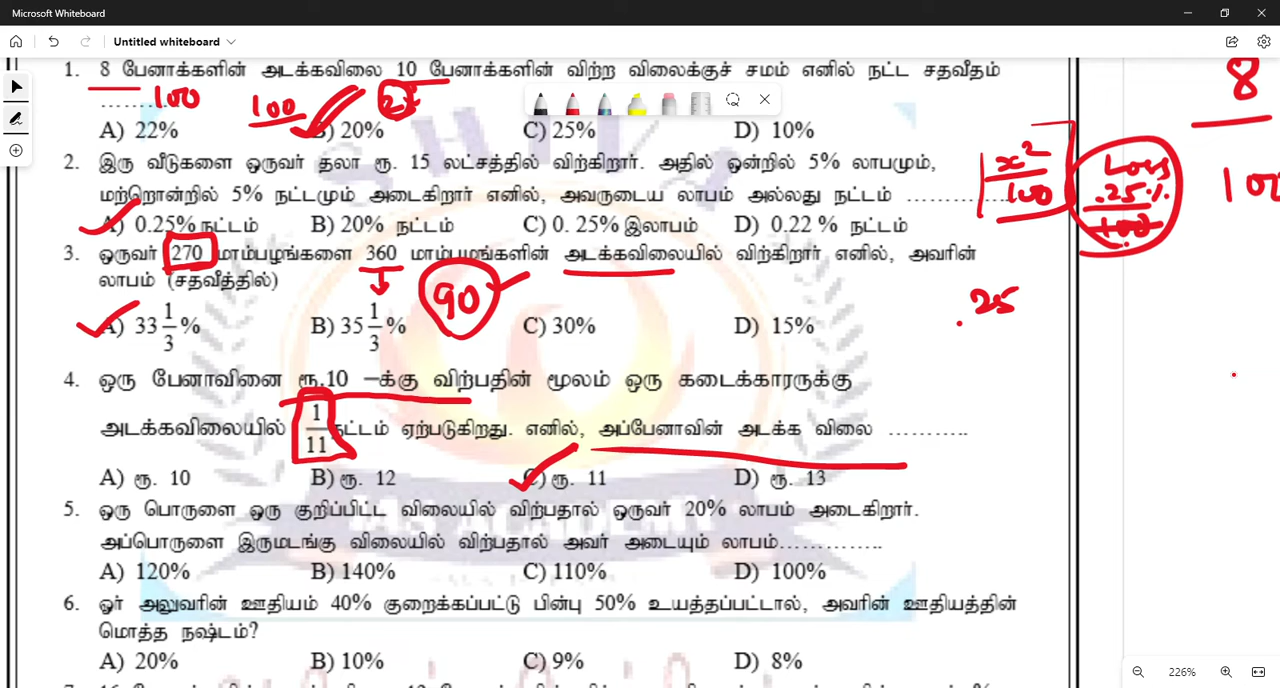 Microsoft Whiteboard
Untitled whiteboard
1. 8 பேனாக்களின் அடக்கவிலை 10 பேனாக்களின் விற்ற விலைக்குச் சமம் எனில் நட்ட சதவீதம்
..........
100
100
A) 22% B) 20% C) 25% D) 10%
2. இரு வீடுகளை ஒருவர் தலா ரூ. 15 லட்சத்தில் விற்கிறார். அதில் ஒன்றில் 5% லாபமும்,
மற்றொன்றில் 5% நட்டமும் அடைகிறார் எனில், அவருடைய லாபம் அல்லது நட்டம் ..............
A) 0.25% நட்டம் B) 20% நட்டம் C) 0. 25% இலாபம் D) 0.22 % நட்டம்
x²
100
Loss
.25%
100
8
100
3. ஒருவர் 270 மாம்பழங்களை 360 மாம்பழங்களின் அடக்கவிலையில் விற்கிறார் எனில், அவரின்
லாபம் (சதவீத்தில்)
90
.25
A) 33 1/3 % B) 35 1/3 % C) 30% D) 15%
4. ஒரு பேனாவினை ரூ.10 –க்கு விற்பதின் மூலம் ஒரு கடைக்காரருக்கு
அடக்கவிலையில் 1/11 நட்டம் ஏற்படுகிறது. எனில், அப்பேனாவின் அடக்க விலை ...........
A) ரூ. 10 B) ரூ. 12 C) ரூ. 11 D) ரூ. 13
5. ஒரு பொருளை ஒரு குறிப்பிட்ட விலையில் விற்பதால் ஒருவர் 20% லாபம் அடைகிறார்.
அப்பொருளை இருமடங்கு விலையில் விற்பதால் அவர் அடையும் லாபம்...............
A) 120% B) 140% C) 110% D) 100%
6. ஓர் அலுவரின் ஊதியம் 40% குறைக்கப்பட்டு பின்பு 50% உயத்தப்பட்டால், அவரின் ஊதியத்தின்
மொத்த நஷ்டம்?
A) 20% B) 10% C) 9% D) 8%
226%